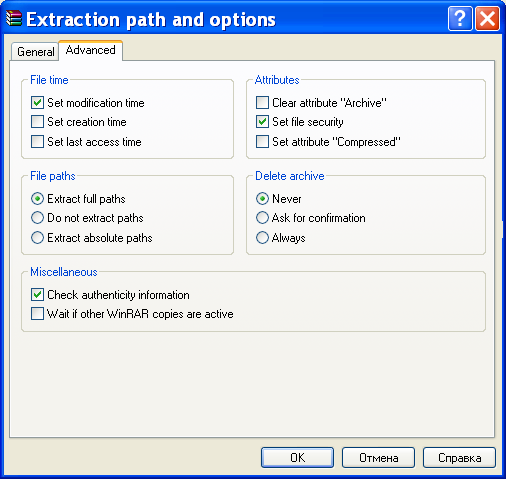 Extraction path and options
General Advanced
File time
Set modification time
Set creation time
Set last access time
Attributes
Clear attribute "Archive"
Set file security
Set attribute "Compressed"
File paths
Extract full paths
Do not extract paths
Extract absolute paths
Delete archive
Never
Ask for confirmation
Always
Miscellaneous
Check authenticity information
Wait if other WinRAR copies are active
OK Отмена Справка